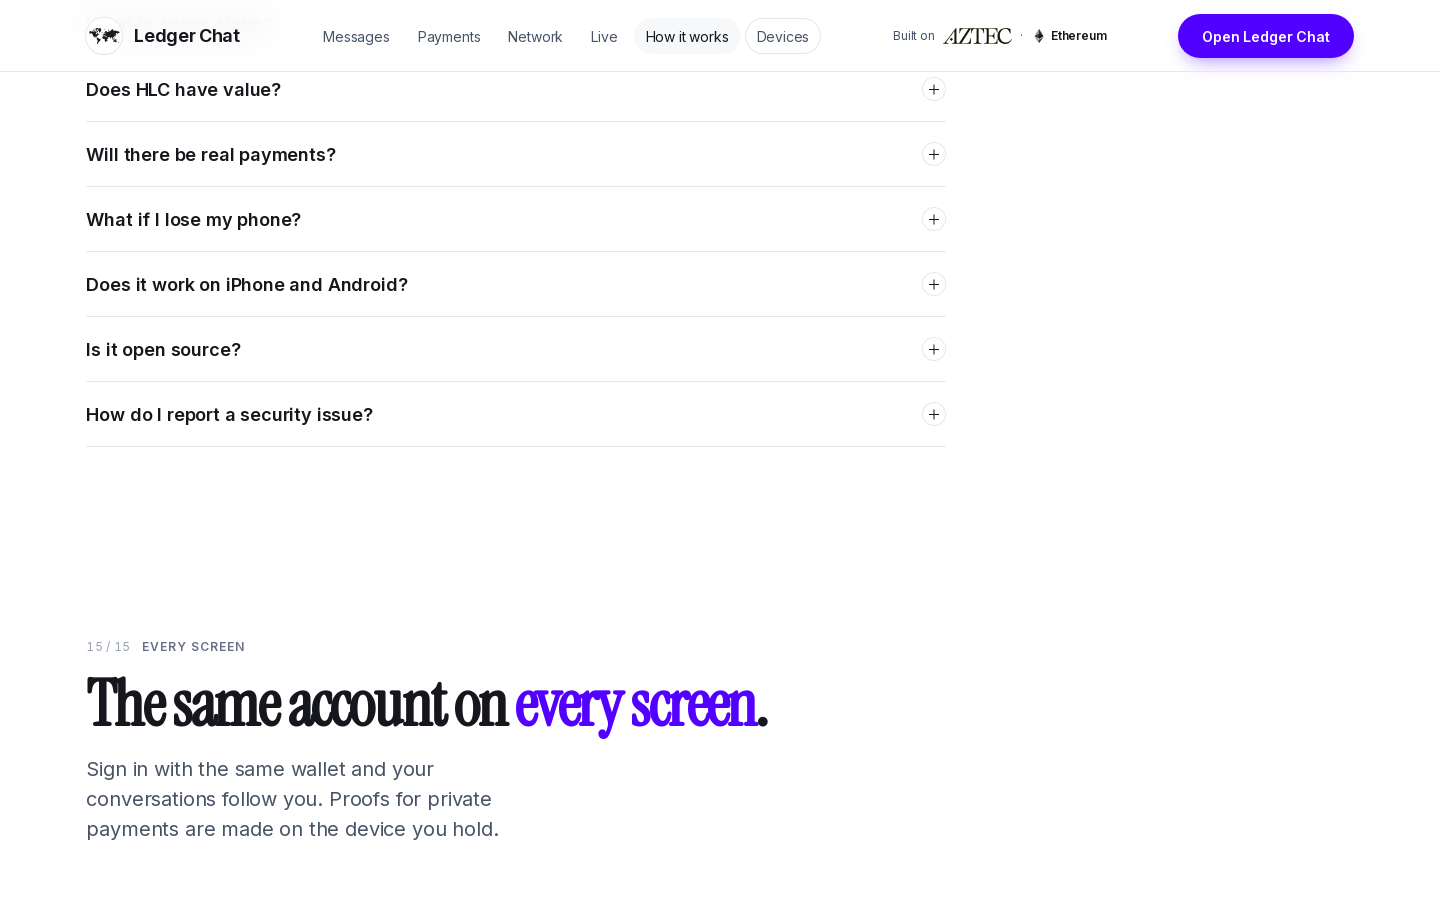 Ledger Chat
Messages
Payments
Network
Live
How it works
Devices
Built on AZTEC · Ethereum
Open Ledger Chat
Does HLC have value?
Will there be real payments?
What if I lose my phone?
Does it work on iPhone and Android?
Is it open source?
How do I report a security issue?
15 / 15 EVERY SCREEN
The same account on every screen.
Sign in with the same wallet and your
conversations follow you. Proofs for private
payments are made on the device you hold.